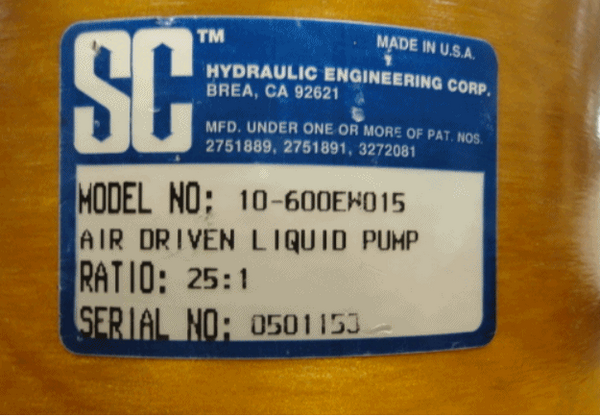 SC™
MADE IN U.S.A.
HYDRAULIC ENGINEERING CORP.
BREA, CA 92621
MFD. UNDER ONE OR MORE OF PAT. NOS.
2751889, 2751891, 3272081
MODEL NO: 10-600EW015
AIR DRIVEN LIQUID PUMP
RATIO: 25:1
SERIAL NO: 0501153